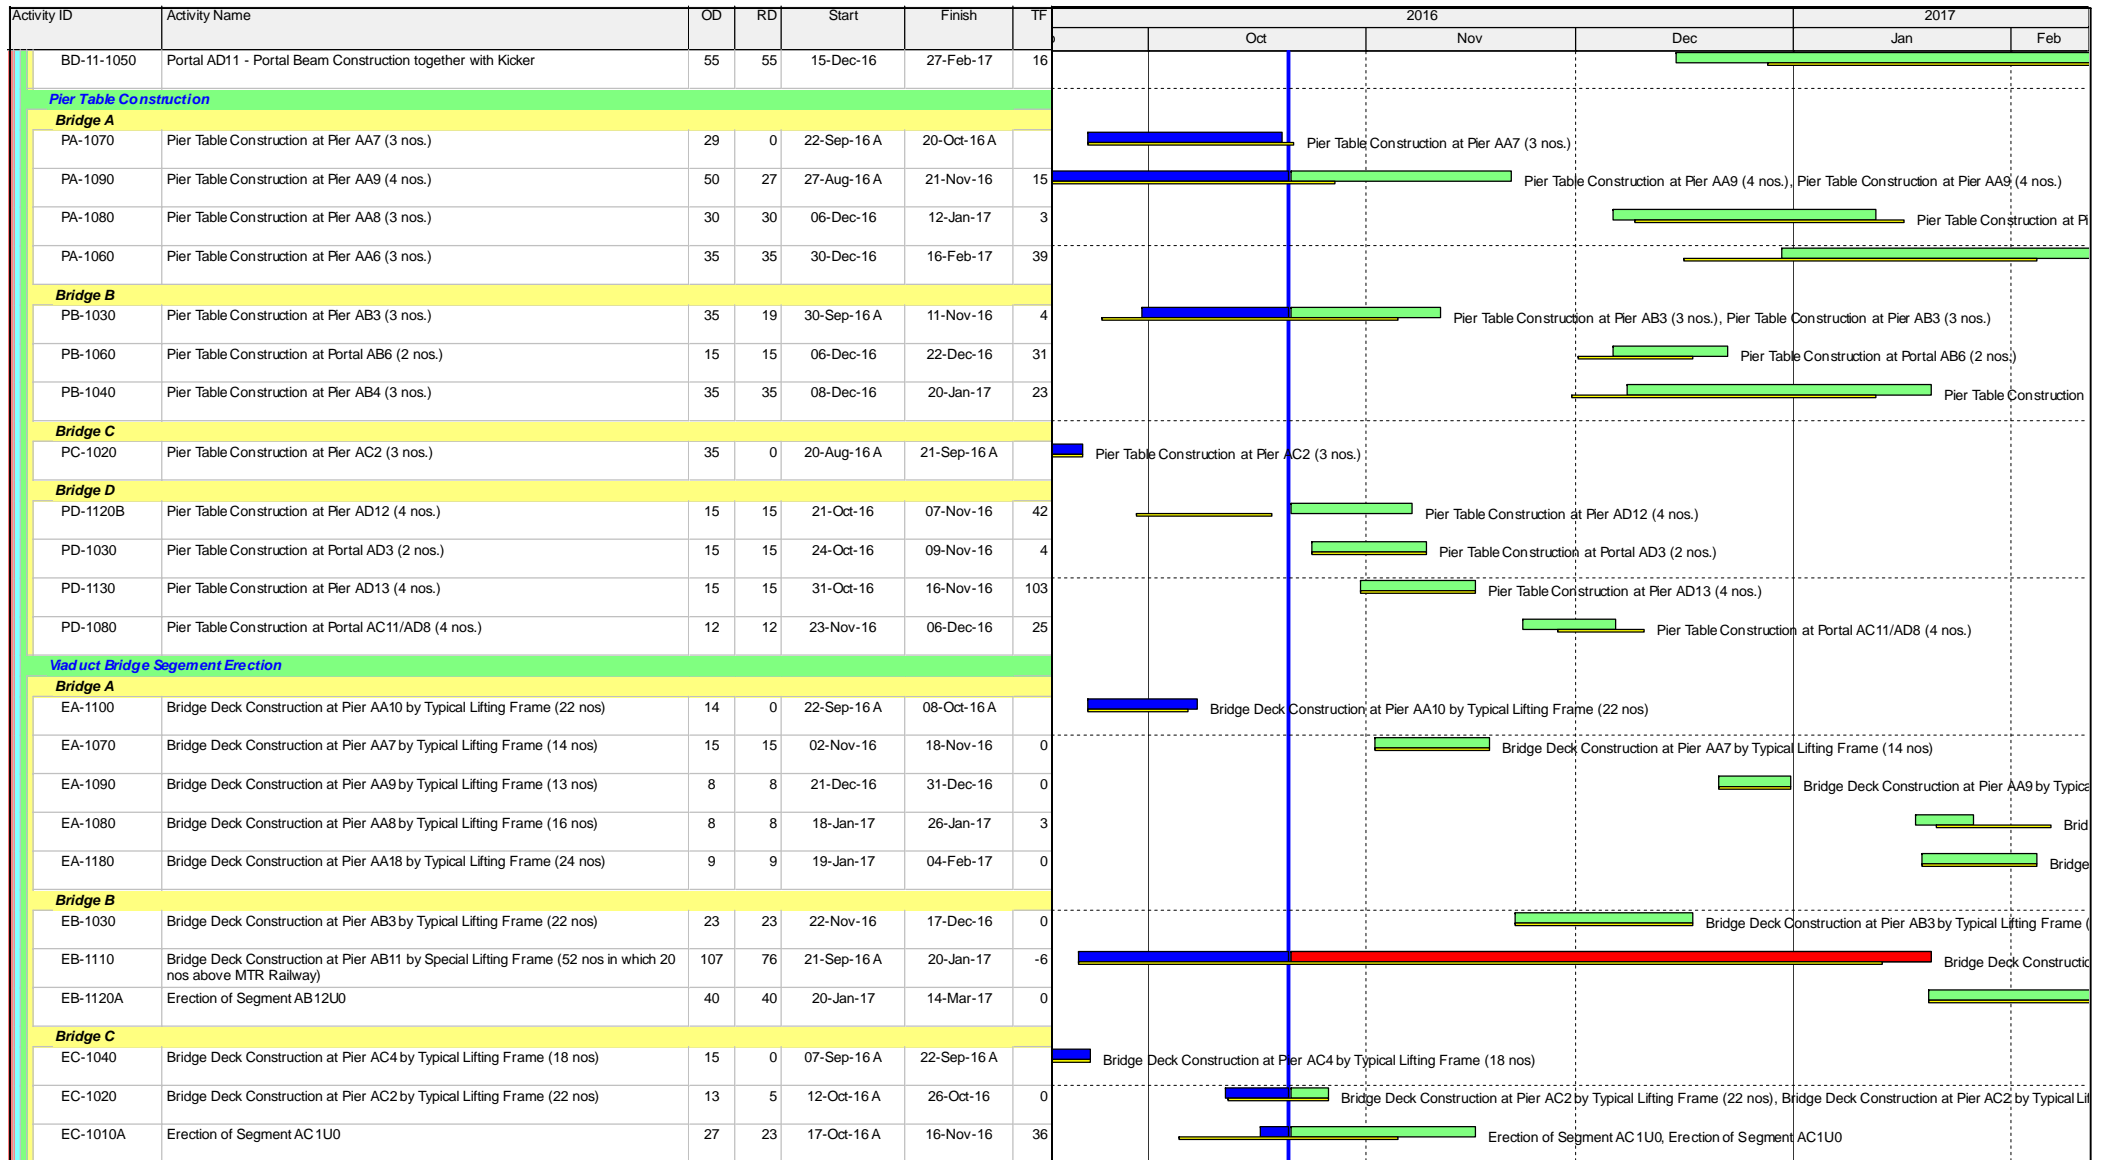 Activity ID Activity Name OD RD Start Finish TF 2016 2017
Oct Nov Dec Jan Feb
BD-11-1050 Portal AD11 - Portal Beam Construction together with Kicker 55 55 15-Dec-16 27-Feb-17 16
Pier Table Construction
Bridge A
PA-1070 Pier Table Construction at Pier AA7 (3 nos.) 29 0 22-Sep-16 A 20-Oct-16 A Pier Table Construction at Pier AA7 (3 nos.)
PA-1090 Pier Table Construction at Pier AA9 (4 nos.) 50 27 27-Aug-16 A 21-Nov-16 15 Pier Table Construction at Pier AA9 (4 nos.), Pier Table Construction at Pier AA9 (4 nos.)
PA-1080 Pier Table Construction at Pier AA8 (3 nos.) 30 30 06-Dec-16 12-Jan-17 3 Pier Table Construction at Pi
PA-1060 Pier Table Construction at Pier AA6 (3 nos.) 35 35 30-Dec-16 16-Feb-17 39
Bridge B
PB-1030 Pier Table Construction at Pier AB3 (3 nos.) 35 19 30-Sep-16 A 11-Nov-16 4 Pier Table Construction at Pier AB3 (3 nos.), Pier Table Construction at Pier AB3 (3 nos.)
PB-1060 Pier Table Construction at Portal AB6 (2 nos.) 15 15 06-Dec-16 22-Dec-16 31 Pier Table Construction at Portal AB6 (2 nos.)
PB-1040 Pier Table Construction at Pier AB4 (3 nos.) 35 35 08-Dec-16 20-Jan-17 23 Pier Table Construction
Bridge C
PC-1020 Pier Table Construction at Pier AC2 (3 nos.) 35 0 20-Aug-16 A 21-Sep-16 A Pier Table Construction at Pier AC2 (3 nos.)
Bridge D
PD-1120B Pier Table Construction at Pier AD12 (4 nos.) 15 15 21-Oct-16 07-Nov-16 42 Pier Table Construction at Pier AD12 (4 nos.)
PD-1030 Pier Table Construction at Portal AD3 (2 nos.) 15 15 24-Oct-16 09-Nov-16 4 Pier Table Construction at Portal AD3 (2 nos.)
PD-1130 Pier Table Construction at Pier AD13 (4 nos.) 15 15 31-Oct-16 16-Nov-16 103 Pier Table Construction at Pier AD13 (4 nos.)
PD-1080 Pier Table Construction at Portal AC11/AD8 (4 nos.) 12 12 23-Nov-16 06-Dec-16 25 Pier Table Construction at Portal AC11/AD8 (4 nos.)
Viaduct Bridge Segement Erection
Bridge A
EA-1100 Bridge Deck Construction at Pier AA10 by Typical Lifting Frame (22 nos) 14 0 22-Sep-16 A 08-Oct-16 A Bridge Deck Construction at Pier AA10 by Typical Lifting Frame (22 nos)
EA-1070 Bridge Deck Construction at Pier AA7 by Typical Lifting Frame (14 nos) 15 15 02-Nov-16 18-Nov-16 0 Bridge Deck Construction at Pier AA7 by Typical Lifting Frame (14 nos)
EA-1090 Bridge Deck Construction at Pier AA9 by Typical Lifting Frame (13 nos) 8 8 21-Dec-16 31-Dec-16 0 Bridge Deck Construction at Pier AA9 by Typica
EA-1080 Bridge Deck Construction at Pier AA8 by Typical Lifting Frame (16 nos) 8 8 18-Jan-17 26-Jan-17 3 Brid
EA-1180 Bridge Deck Construction at Pier AA18 by Typical Lifting Frame (24 nos) 9 9 19-Jan-17 04-Feb-17 0 Bridge
Bridge B
EB-1030 Bridge Deck Construction at Pier AB3 by Typical Lifting Frame (22 nos) 23 23 22-Nov-16 17-Dec-16 0 Bridge Deck Construction at Pier AB3 by Typical Lifting Frame (
EB-1110 Bridge Deck Construction at Pier AB11 by Special Lifting Frame (52 nos in which 20 107 76 21-Sep-16 A 20-Jan-17 -6 Bridge Deck Constructio
nos above MTR Railway)
EB-1120A Erection of Segment AB12U0 40 40 20-Jan-17 14-Mar-17 0
Bridge C
EC-1040 Bridge Deck Construction at Pier AC4 by Typical Lifting Frame (18 nos) 15 0 07-Sep-16 A 22-Sep-16 A Bridge Deck Construction at Pier AC4 by Typical Lifting Frame (18 nos)
EC-1020 Bridge Deck Construction at Pier AC2 by Typical Lifting Frame (22 nos) 13 5 12-Oct-16 A 26-Oct-16 0 Bridge Deck Construction at Pier AC2 by Typical Lifting Frame (22 nos), Bridge Deck Construction at Pier AC2 by Typical Lif
EC-1010A Erection of Segment AC1U0 27 23 17-Oct-16 A 16-Nov-16 36 Erection of Segment AC1U0, Erection of Segment AC1U0